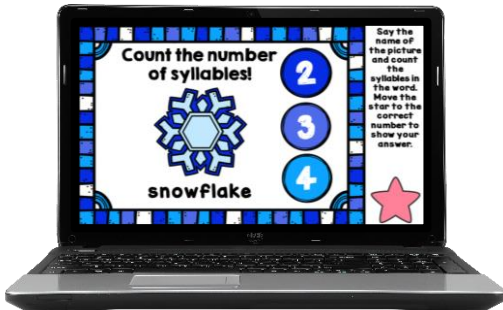 Count the number
of syllables!
2
3
4
snowflake
Say the
name of
the picture
and count
the
syllables in
the word.
Move the
star to the
correct
number to
show your
answer.